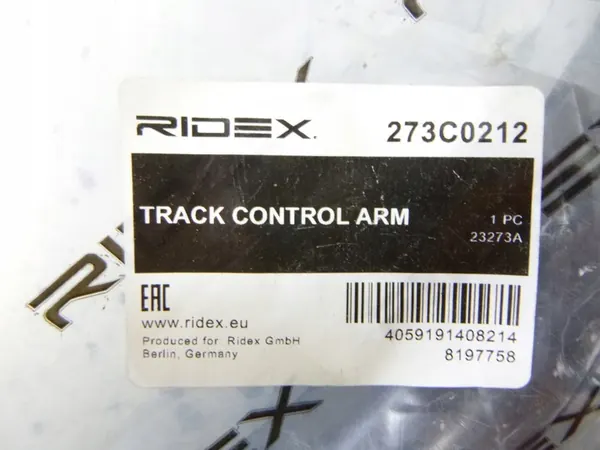 RIDEX.
273C0212
TRACK CONTROL ARM
1 PC
23273A
EAC
www.ridex.eu
Produced for: Ridex GmbH
Berlin, Germany
4059191408214
8197758